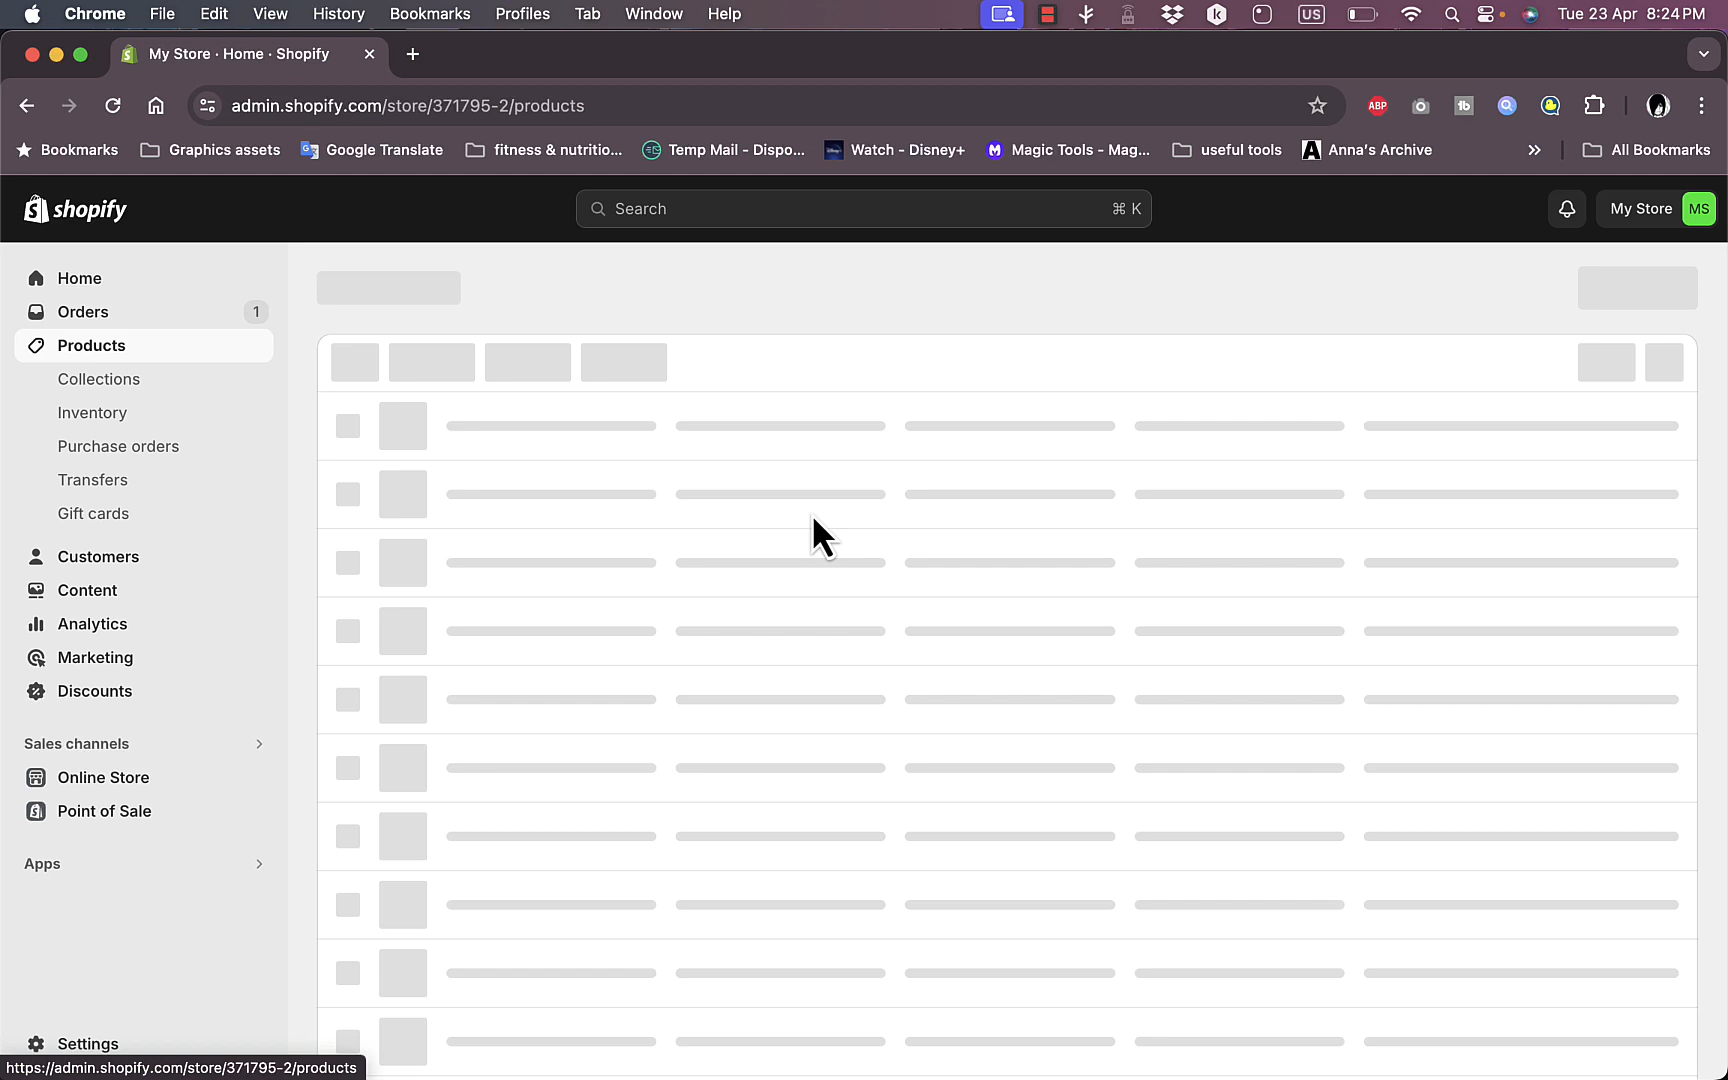 Chrome File Edit View History Bookmarks Profiles Tab Window Help US Tue 23 Apr 8:24 PM
My Store · Home · Shopify
admin.shopify.com/store/371795-2/products ABP tb
Bookmarks Graphics assets Google Translate fitness & nutritio... Temp Mail - Dispo... Watch - Disney+ Magic Tools - Mag... useful tools Anna's Archive All Bookmarks
shopify Search ⌘ K My Store MS
Home
Orders 1
Products
Collections
Inventory
Purchase orders
Transfers
Gift cards
Customers
Content
Analytics
Marketing
Discounts
Sales channels
Online Store
Point of Sale
Apps
Settings
https://admin.shopify.com/store/371795-2/products